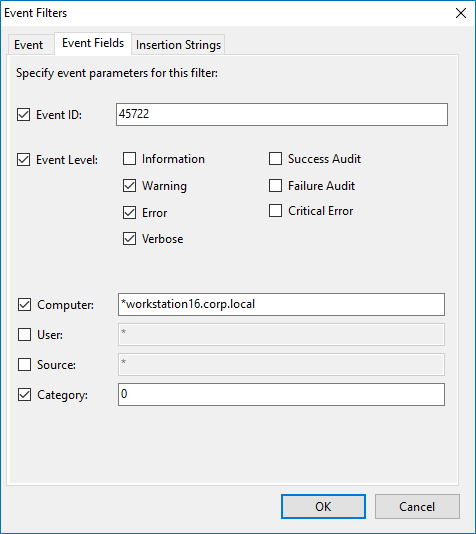 Event Filters
Event Event Fields Insertion Strings
Specify event parameters for this filter:
Event ID: 45722
Event Level: Information Success Audit
Warning Failure Audit
Error Critical Error
Verbose
Computer: *workstation16.corp.local
User: *
Source: *
Category: 0
OK Cancel